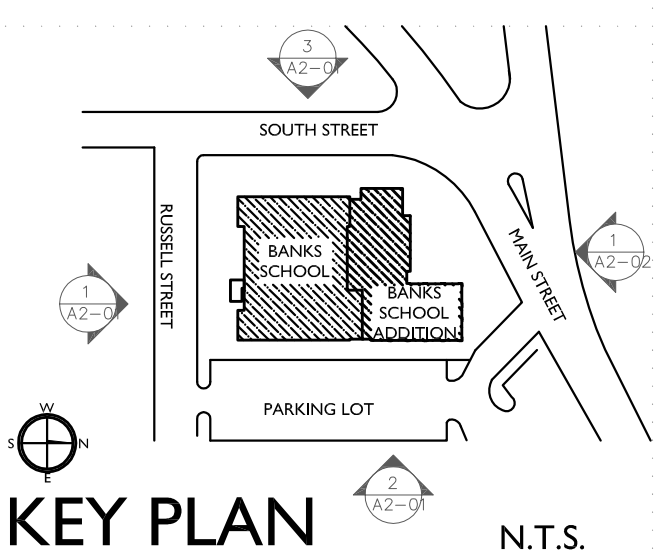 3
A2-01
SOUTH STREET
RUSSELL STREET
BANKS
SCHOOL
MAIN STREET
1
A2-02
1
A2-01
BANKS
SCHOOL
ADDITION
PARKING LOT
W
S
N
E
2
A2-01
KEY PLAN
N.T.S.